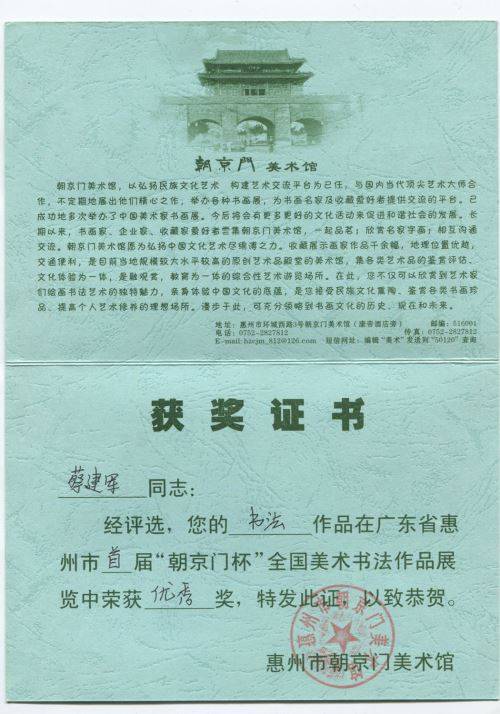 朝京門 美术馆
朝京门美术馆，以弘扬民族文化艺术 构建艺术交流平台为己任，与国内当代顶尖艺术大师合
作，不定期地展出他们精心之作，举办各种书画展，为书画名家及收藏爱好者提供交流的平台。已
成功地多次举办了中国美术家书画展。今后将会有更多更好的文化活动来促进和谐社会的发展。长
期以来，书画家、企业家、收藏家爱好者雲集朝京门美术馆，一起品茗；欣赏名家字画；相互沟通
交流。朝京门美术馆愿为弘扬中国文化艺术尽绵薄之力。收藏展示画家作品千余幅，地理位置优越，
交通便利，是目前当地规模较大水平较高的原创艺术品殿堂的美术馆，集各类艺术品的鉴赏评估、
文化体验为一体，是融观赏，教育为一体的综合性艺术游览场所。在此，您不仅可以欣赏到艺术家
们绘画书法艺术的独特魅力，亲身体验中国文化的底蕴，是您接受民族文化熏陶、鉴赏各类书画珍
品、提高个人艺术修养的理想场所。漫步于此，可充分领略到书画文化的历史、现在和未来。
地址：惠州市环城西路3号朝京门美术馆（康帝酒店旁） 邮编：516001
电话：0752-2827812 传真：0752-2827812
E-mail:hzcjm_812@126.com 短信网址：编辑“美术”发送到“50120”查询
获奖证书
蔡建军 同志：
经评选，您的 书法 作品在广东省惠
州市 首 届“朝京门杯”全国美术书法作品展
览中荣获 优秀 奖，特发此证，以致恭贺。
惠州市朝京门美术馆
惠州市朝京门美术馆